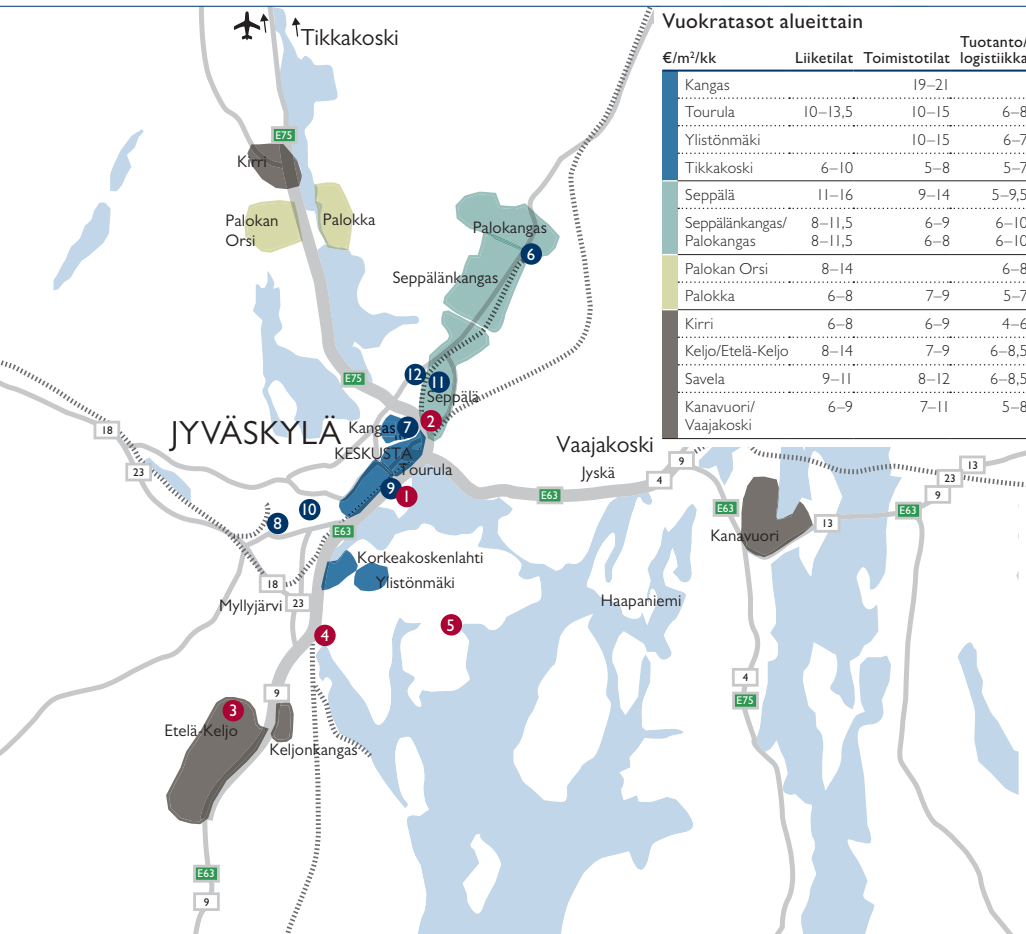 Tikkakoski
Vuokratasot alueittain
€/m²/kk Liiketilat Toimistotilat Tuotanto/logistiikka
Kangas 19–21
Tourula 10–13,5 10–15 6–8
Ylistönmäki 10–15 6–7
Tikkakoski 6–10 5–8 5–7
Seppälä 11–16 9–14 5–9,5
Seppälänkangas/ 8–11,5 6–9 6–10
Palokangas 8–11,5 6–8 6–10
Palokan Orsi 8–14 6–8
Palokka 6–8 7–9 5–7
Kirri 6–8 6–9 4–6
Keljo/Etelä-Keljo 8–14 7–9 6–8,5
Savela 9–11 8–12 6–8,5
Kanavuori/ 6–9 7–11 5–8
Vaajakoski
E75
Kirri
Palokan
Orsi
Palokka
Palokangas
6
Seppälänkangas
12
11
E75
Seppälä
2
JYVÄSKYLÄ
Kangas
7
18
KESKUSTA
Tourula
23
9
1
10
8
E63
Vaajakoski
Jyskä
E63
4
9
13
23
9
E63
13
E63
Kanavuori
Korkeakoskenlahti
Ylistönmäki
18
Myllyjärvi
23
Haapaniemi
5
4
4
E75
9
3
Etelä-Keljo
Keljonkangas
E63
9